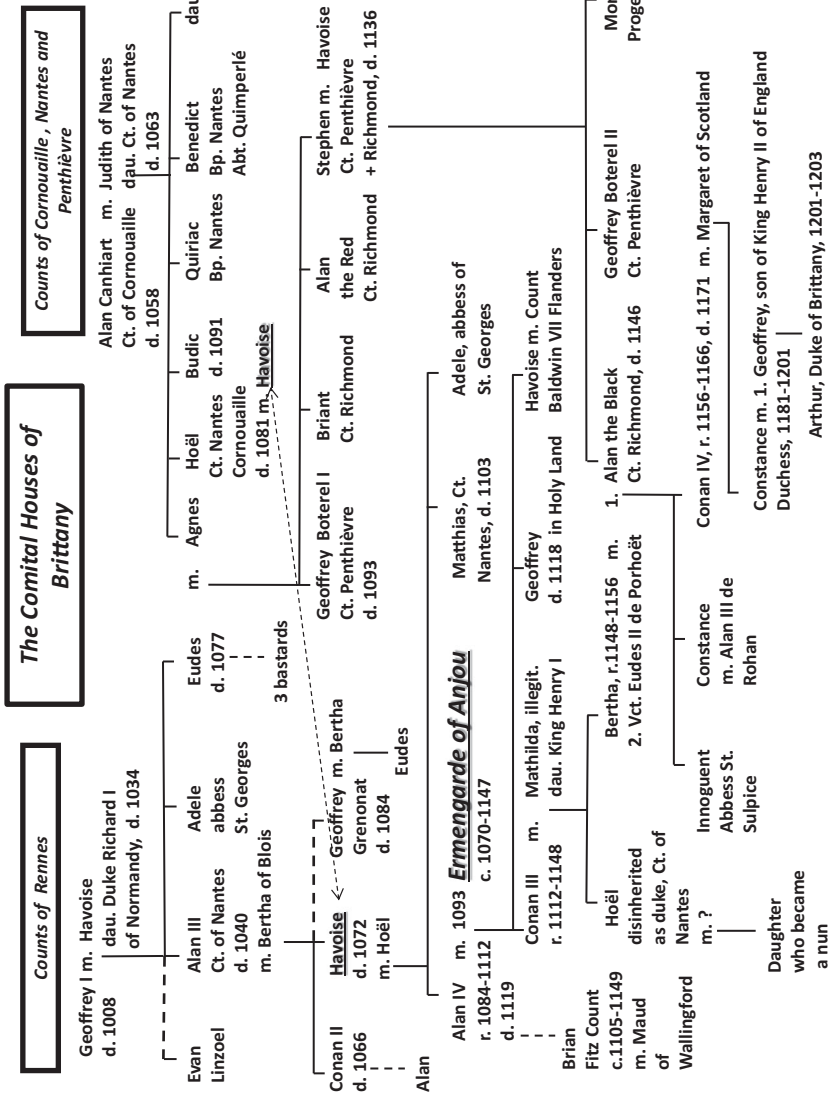 The Comital Houses of
Brittany
Counts of Rennes
Counts of Cornouaille , Nantes and
Penthièvre
Geoffrey I m. Havoise
d. 1008
dau. Duke Richard I
of Normandy, d. 1034
Alan Canhiart m. Judith of Nantes
Ct. of Cornouaille dau. Ct. of Nantes
d. 1058
d. 1063
Evan
Linzoel
Alan III
Ct. of Nantes
d. 1040
m. Bertha of Blois
Adele
abbess
St. Georges
Eudes
d. 1077
3 bastards
m.
Agnes
Hoël
Ct. Nantes
Cornouaille
d. 1081 m. Havoise
Budic
d. 1091
Quiriac
Bp. Nantes
Benedict
Bp. Nantes
Abt. Quimperlé
dau
Conan II
d. 1066
Alan
Havoise
d. 1072
m. Hoël
Geoffrey m. Bertha
Grenonat
d. 1084
Eudes
Geoffrey Boterel I
Ct. Penthièvre
d. 1093
Briant
Ct. Richmond
Alan
the Red
Ct. Richmond
Stephen m. Havoise
Ct. Penthièvre
+ Richmond, d. 1136
Alan IV m. 1093 Ermengarde of Anjou
r. 1084-1112
d. 1119
c. 1070-1147
Matthias, Ct.
Nantes, d. 1103
Adele, abbess of
St. Georges
Brian
Fitz Count
c.1105-1149
m. Maud
of
Wallingford
Conan III m. Mathilda, illegit.
r. 1112-1148
dau. King Henry I
Geoffrey
d. 1118 in Holy Land
Havoise m. Count
Baldwin VII Flanders
Hoël
disinherited
as duke, Ct. of
Nantes
m. ?
Daughter
who became
a nun
Bertha, r.1148-1156 m.
2. Vct. Eudes II de Porhoët
1.
Alan the Black
Ct. Richmond, d. 1146
Geoffrey Boterel II
Ct. Penthièvre
Mor
Proge
Innoguent
Abbess St.
Sulpice
Constance
m. Alan III de
Rohan
Conan IV, r. 1156-1166, d. 1171 m. Margaret of Scotland
Constance m. 1. Geoffrey, son of King Henry II of England
Duchess, 1181-1201
Arthur, Duke of Brittany, 1201-1203